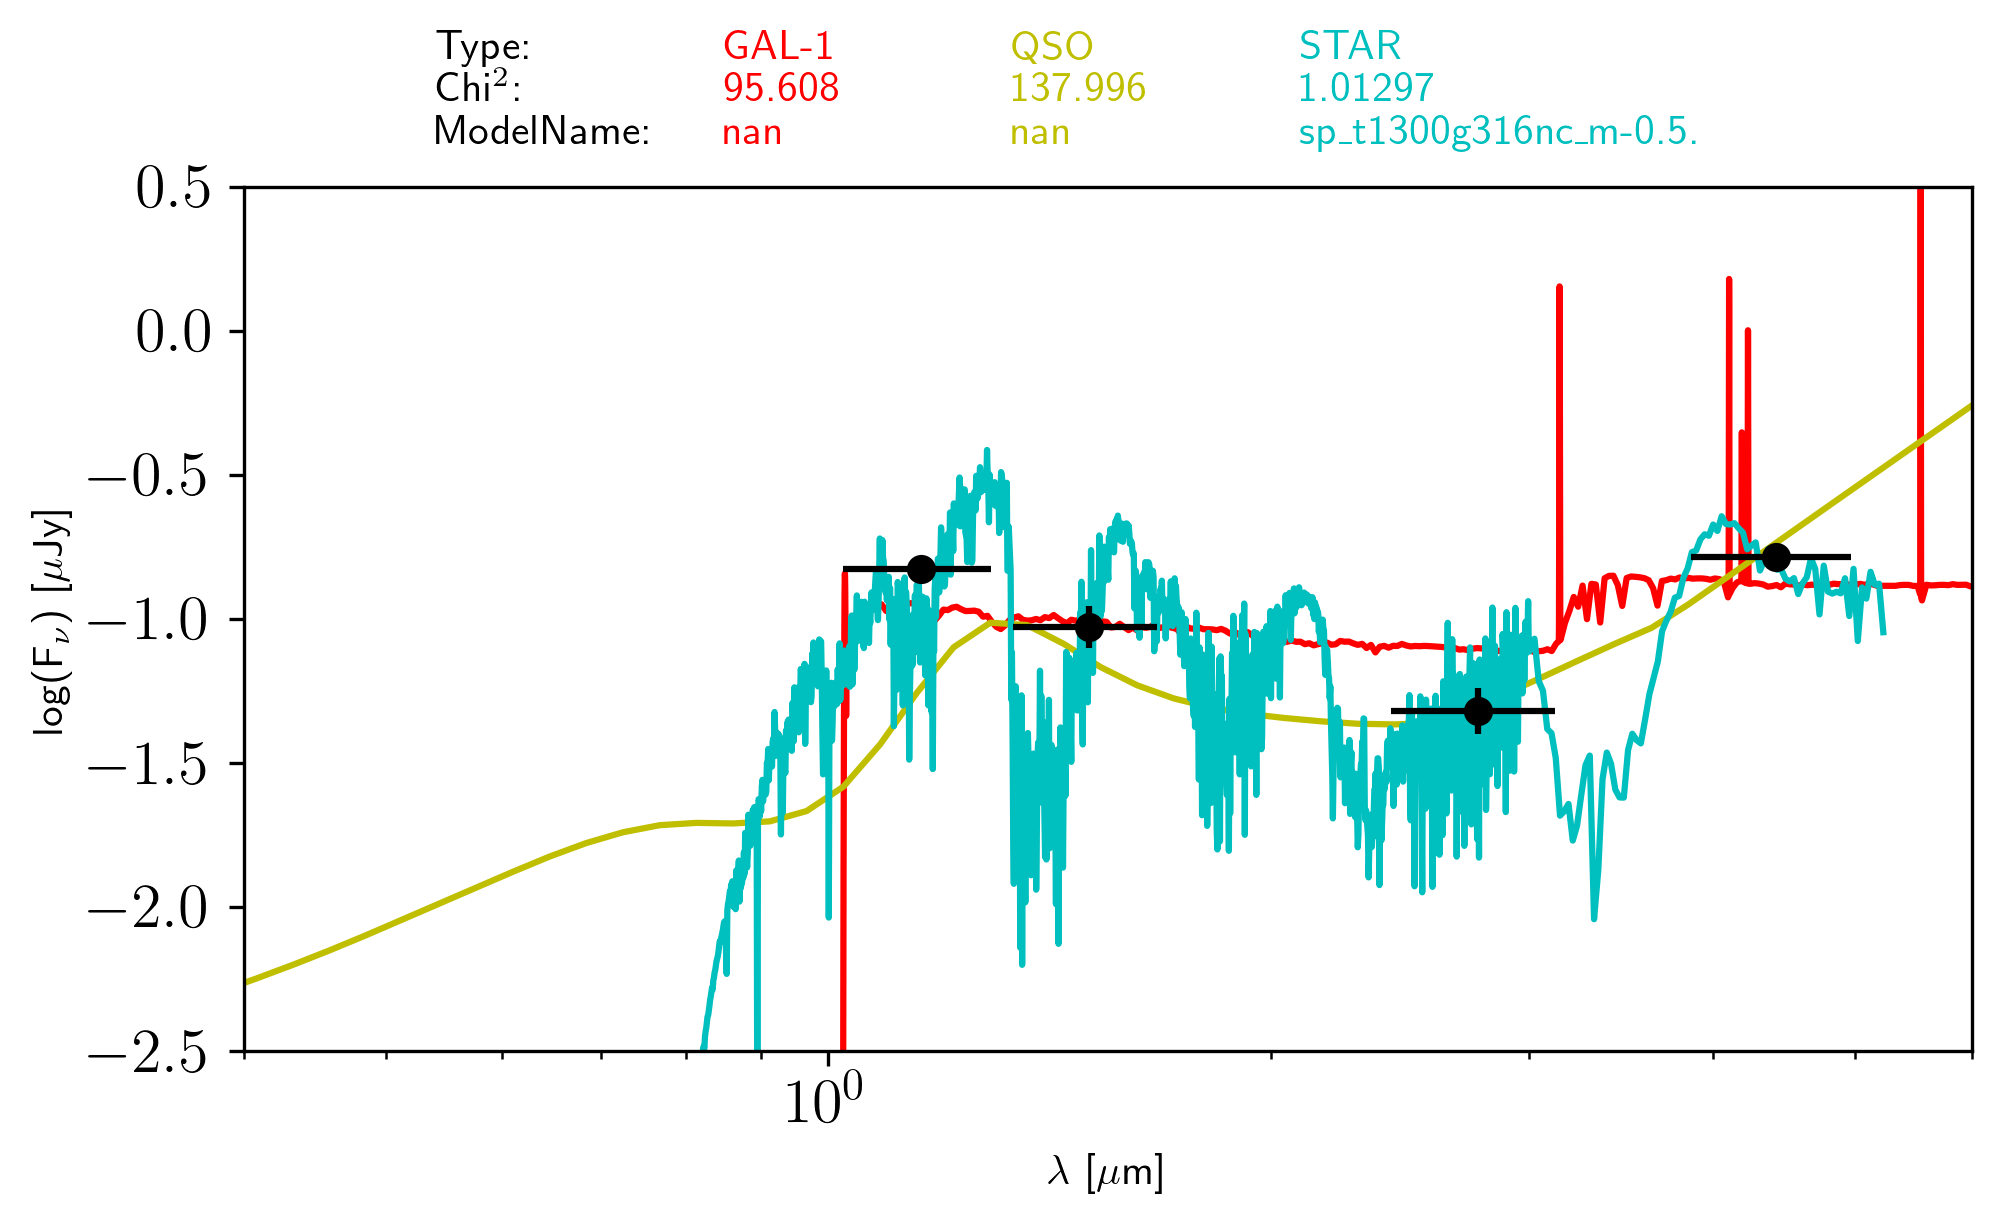 Type: GAL-1 QSO STAR
Chi²: 95.608 137.996 1.01297
ModelName: nan nan sp_t1300g316nc_m-0.5.
0.5
0.0
−0.5
−1.0
−1.5
−2.0
−2.5
log(Fν) [μJy]
10⁰
λ [μm]